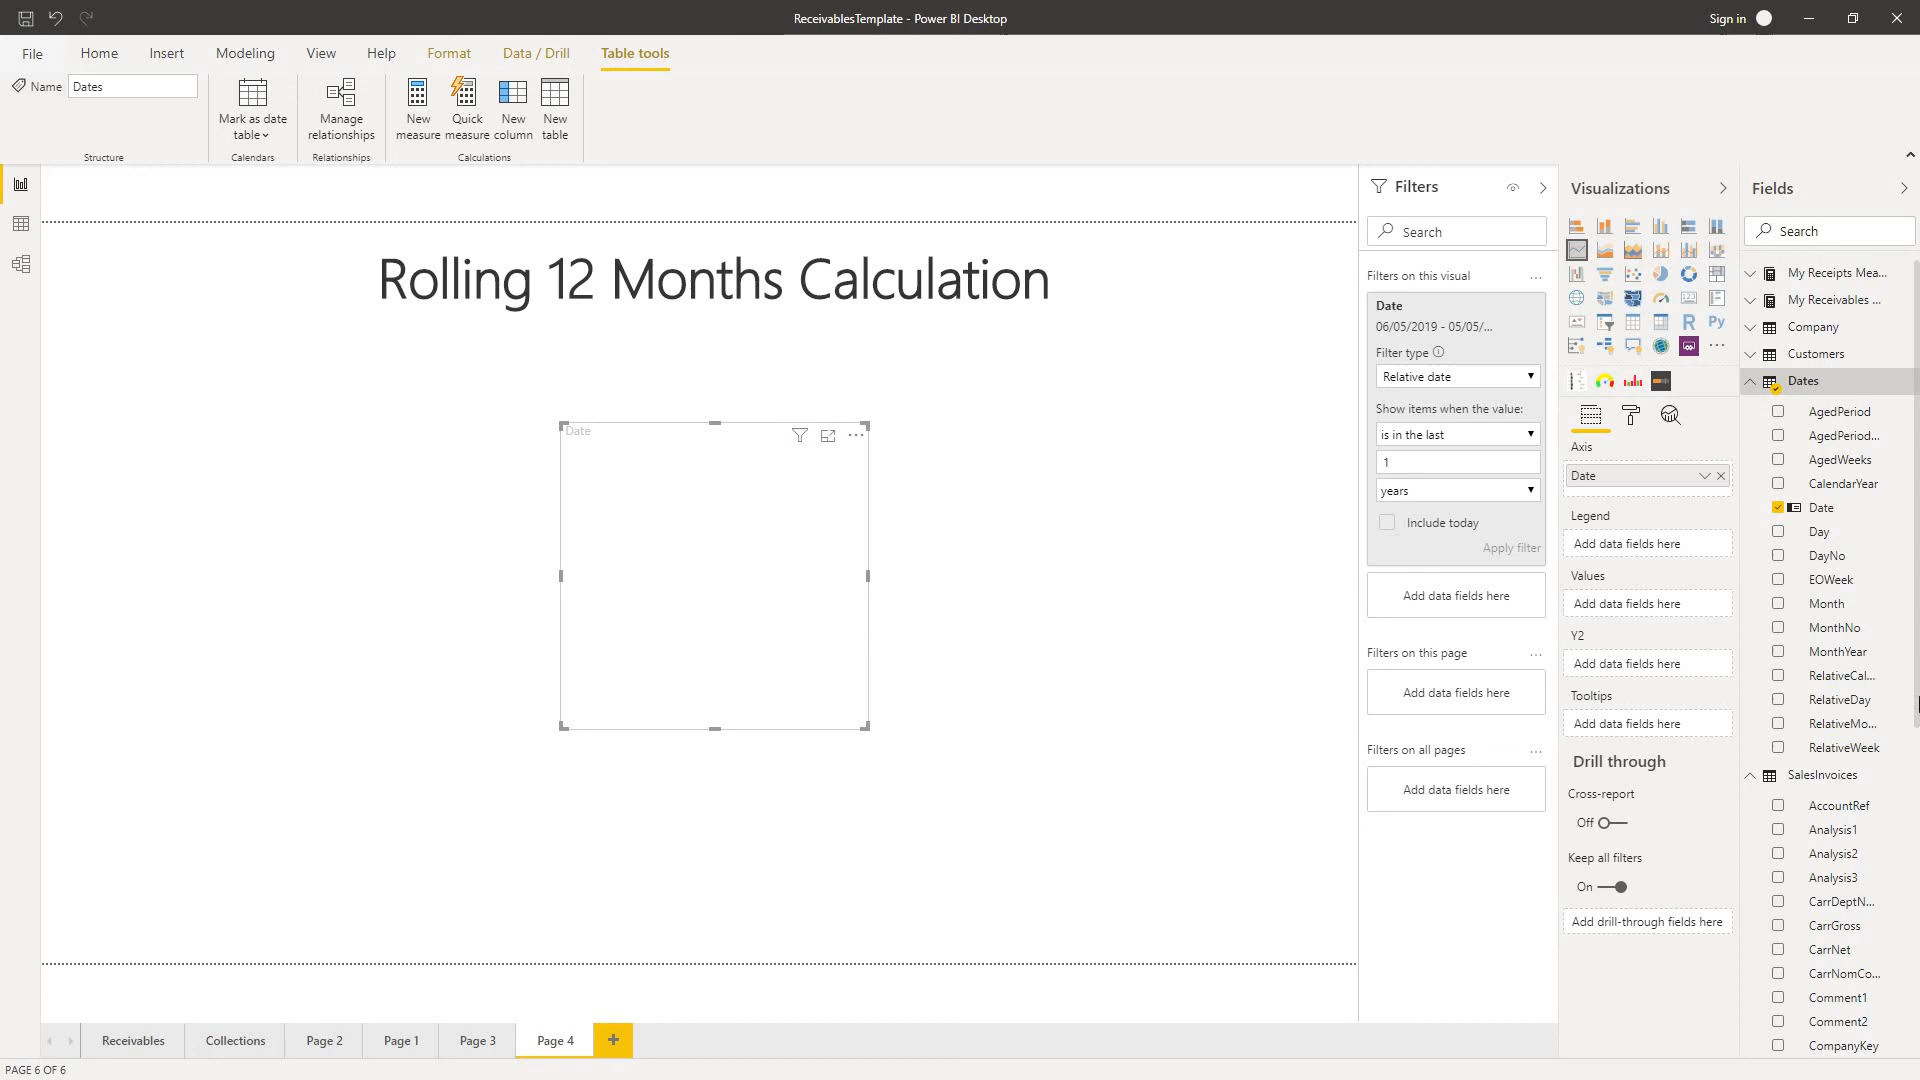 ReceivablesTemplate - Power BI Desktop
Sign in
File
Home
Insert
Modeling
View
Help
Format
Data / Drill
Table tools
Name
Dates
Mark as date
table
Manage
relationships
New
measure
Quick
measure
New
column
New
table
Structure
Calendars
Relationships
Calculations
Rolling 12 Months Calculation
Date
Filters
Search
Filters on this visual
...
Date
06/05/2019 - 05/05/...
Filter type
Relative date
Show items when the value:
is in the last
1
years
Include today
Apply filter
Add data fields here
Filters on this page
...
Add data fields here
Filters on all pages
...
Add data fields here
Visualizations
R
Py
123
...
Axis
Date
Legend
Add data fields here
Values
Add data fields here
Y2
Add data fields here
Tooltips
Add data fields here
Drill through
Cross-report
Off
Keep all filters
On
Add drill-through fields here
Fields
Search
My Receipts Mea...
My Receivables ...
Company
Customers
Dates
AgedPeriod
AgedPeriod...
AgedWeeks
CalendarYear
Date
Day
DayNo
EOWeek
Month
MonthNo
MonthYear
RelativeCal...
RelativeDay
RelativeMo...
RelativeWeek
SalesInvoices
AccountRef
Analysis1
Analysis2
Analysis3
CarrDeptN...
CarrGross
CarrNet
CarrNomCo...
Comment1
Comment2
CompanyKey
Receivables
Collections
Page 2
Page 1
Page 3
Page 4
+
PAGE 6 OF 6